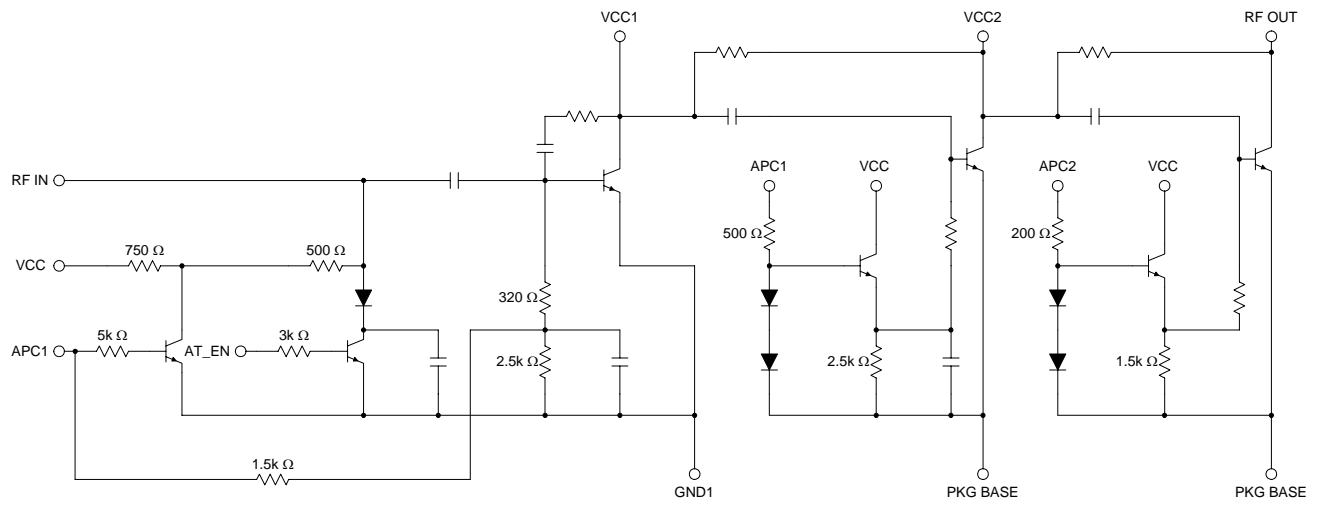 VCC1
VCC2
RF OUT
RF IN
APC1
VCC
APC2
VCC
500 Ω
200 Ω
750 Ω
500 Ω
VCC
320 Ω
5k Ω
3k Ω
APC1
AT_EN
2.5k Ω
2.5k Ω
1.5k Ω
1.5k Ω
GND1
PKG BASE
PKG BASE